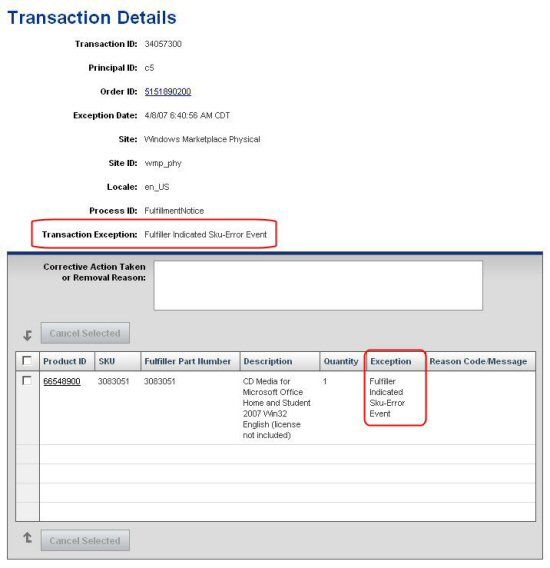 Transaction Details
Transaction ID: 34057300
Principal ID: c5
Order ID: 5151890200
Exception Date: 4/8/07 6:40:56 AM CDT
Site: Windows Marketplace Physical
Site ID: wmp_phy
Locale: en_US
Process ID: FulfillmentNotice
Transaction Exception: Fulfiller Indicated Sku-Error Event
Corrective Action Taken
or Removal Reason:
Cancel Selected
Product ID SKU Fulfiller Part Number Description Quantity Exception Reason Code/Message
66548900 3083051 3083051 CD Media for 1 Fulfiller
Microsoft Office Indicated
Home and Student Sku-Error
2007 Win32 Event
English (license
not included)
Cancel Selected